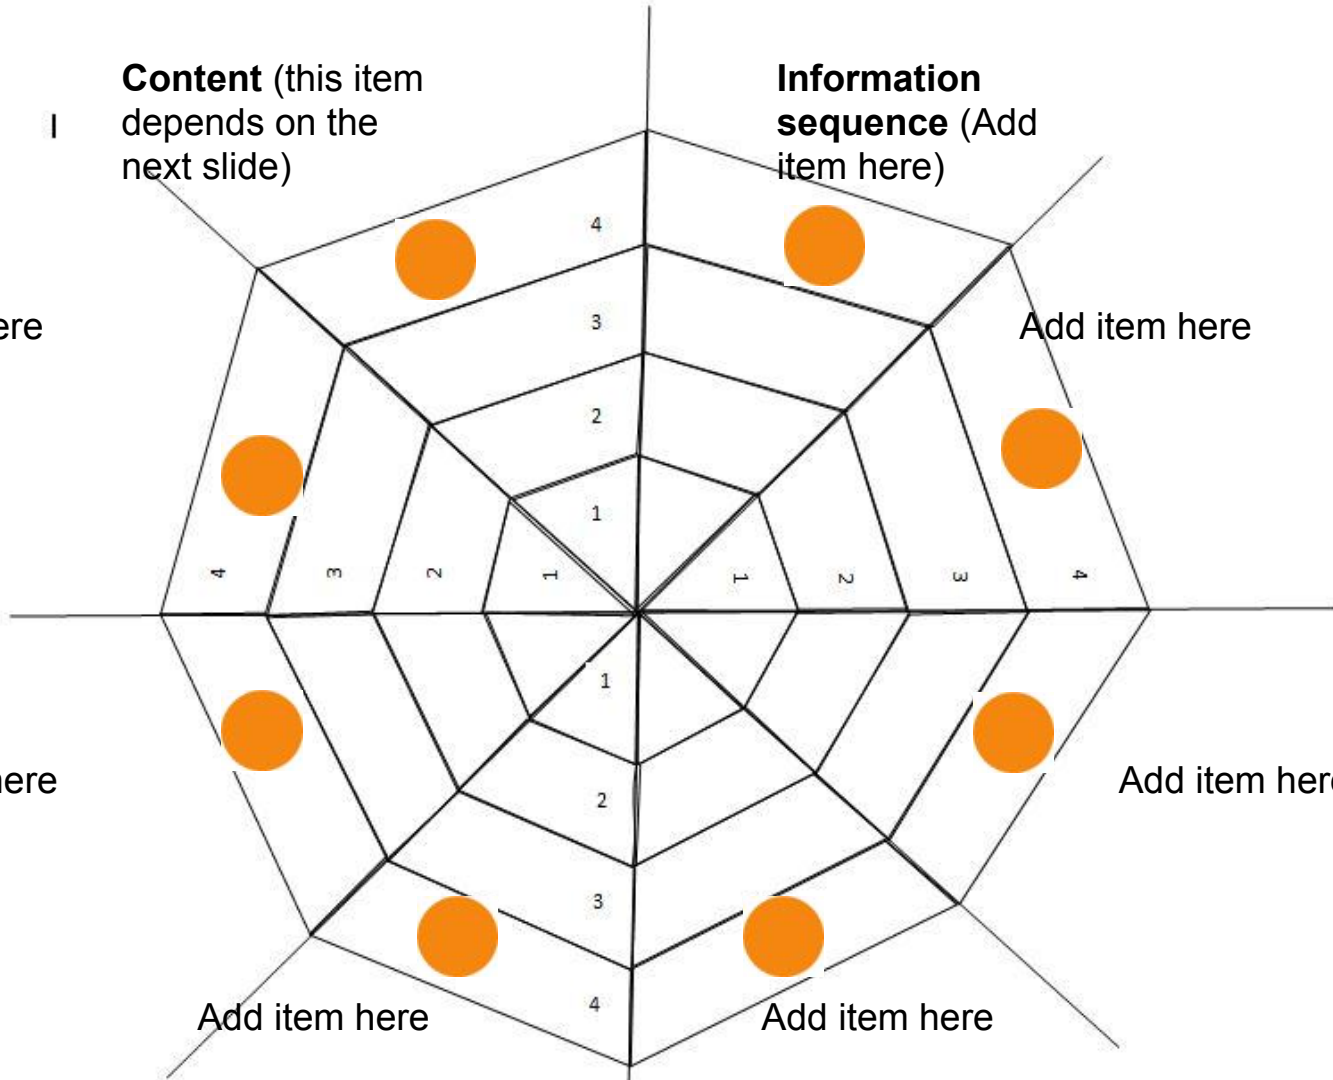 Content (this item
depends on the
next slide)
Information
sequence (Add
item here)
Add item here
Add item here
Add item here
4
3
2
1
4 3 2 1 1 2 3 4
1
2
3
4
Add item here
Add item here